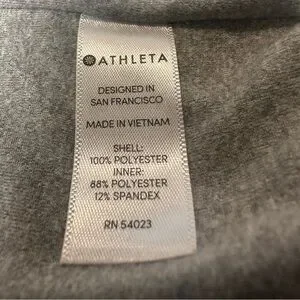 ATHLETA
DESIGNED IN
SAN FRANCISCO
MADE IN VIETNAM
SHELL:
100% POLYESTER
INNER:
88% POLYESTER
12% SPANDEX
RN 54023